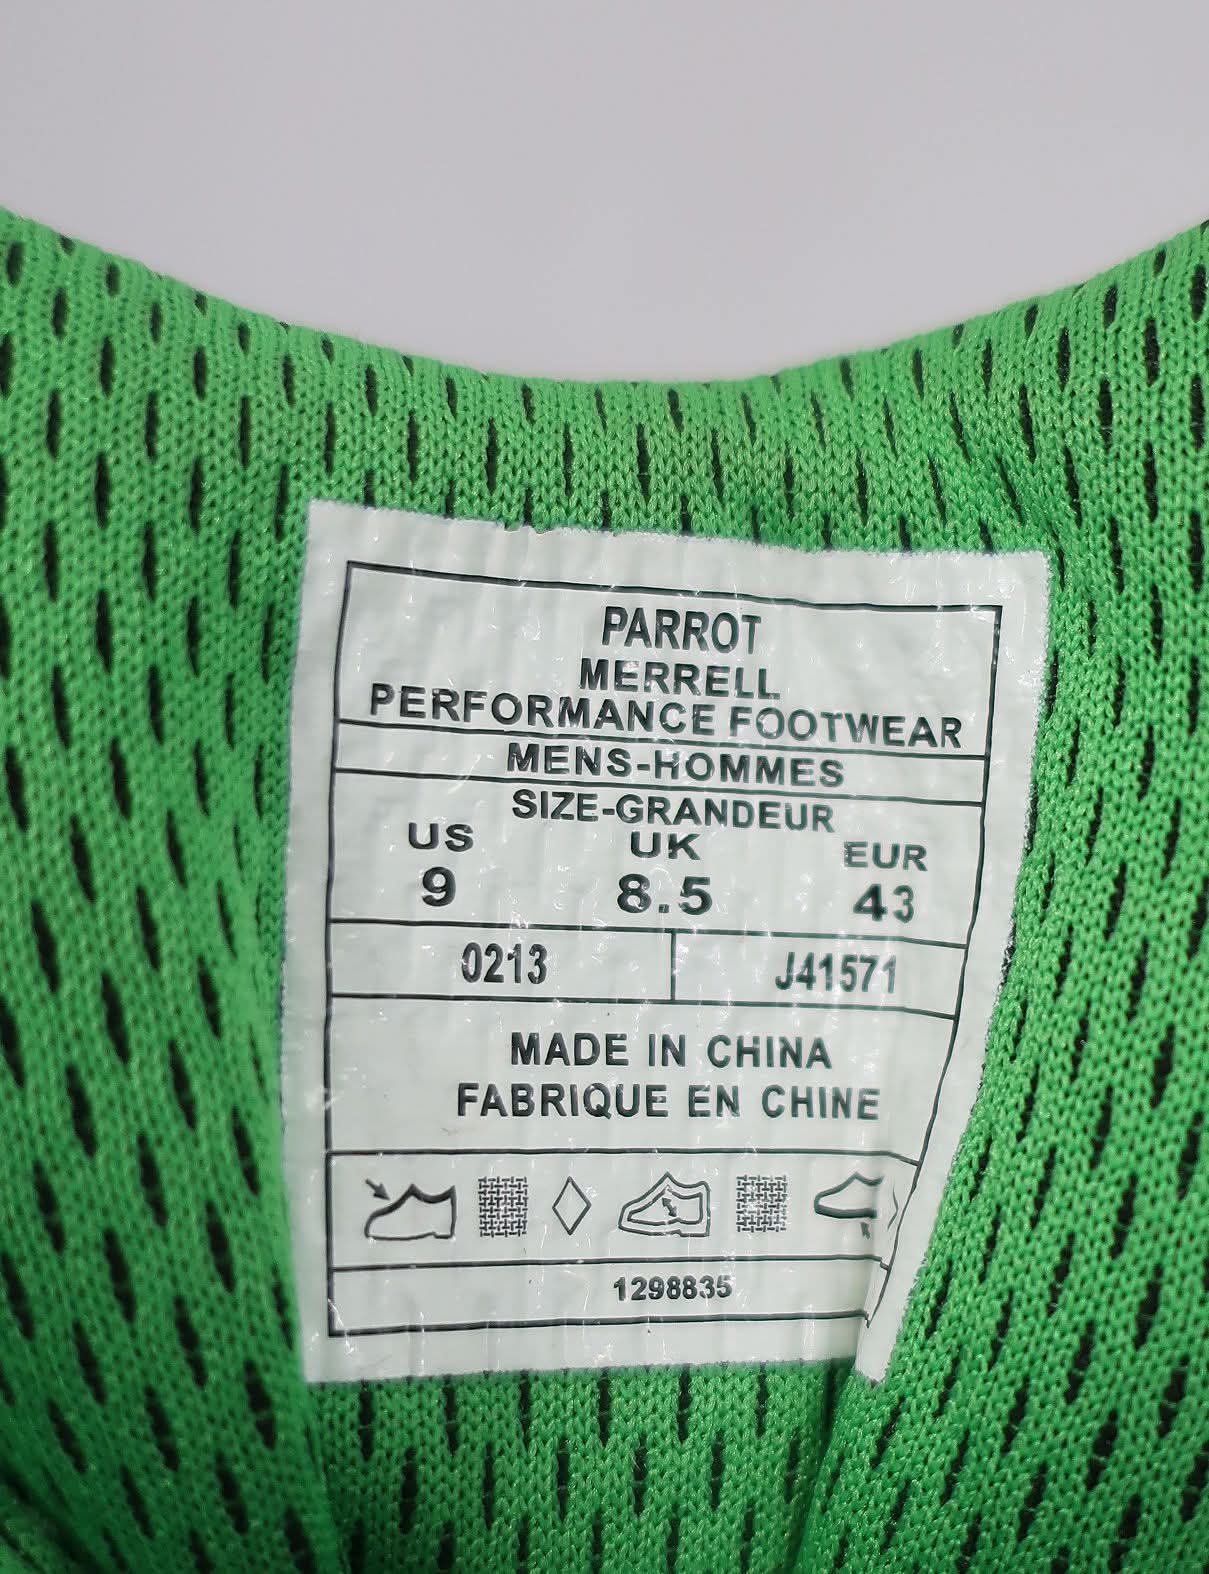 PARROT
MERRELL
PERFORMANCE FOOTWEAR
MENS-HOMMES
SIZE-GRANDEUR
US UK EUR
9 8.5 43
0213 J41571
MADE IN CHINA
FABRIQUE EN CHINE
1298835